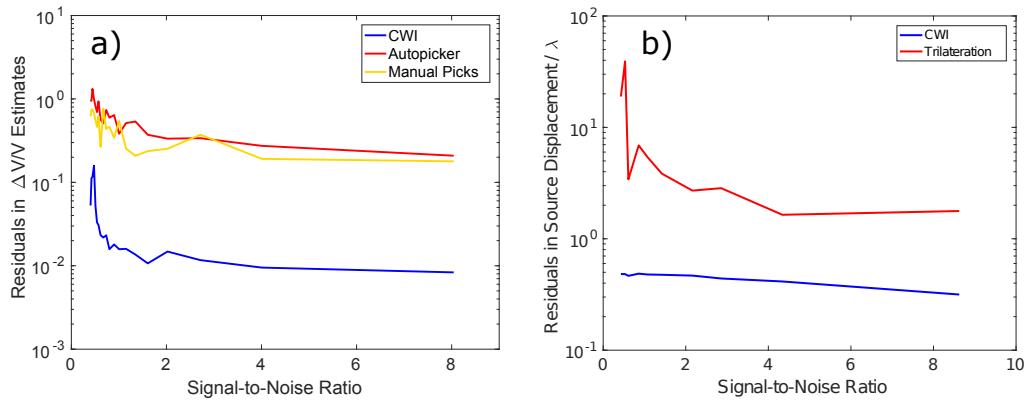 a)
CWI
Autopicker
Manual Picks
Residuals in ΔV/V Estimates
10^1
10^0
10^-1
10^-2
10^-3
0 2 4 6 8
Signal-to-Noise Ratio
b)
CWI
Trilateration
Residuals in Source Displacement/ λ
10^2
10^1
10^0
10^-1
0 2 4 6 8 10
Signal-to-Noise Ratio